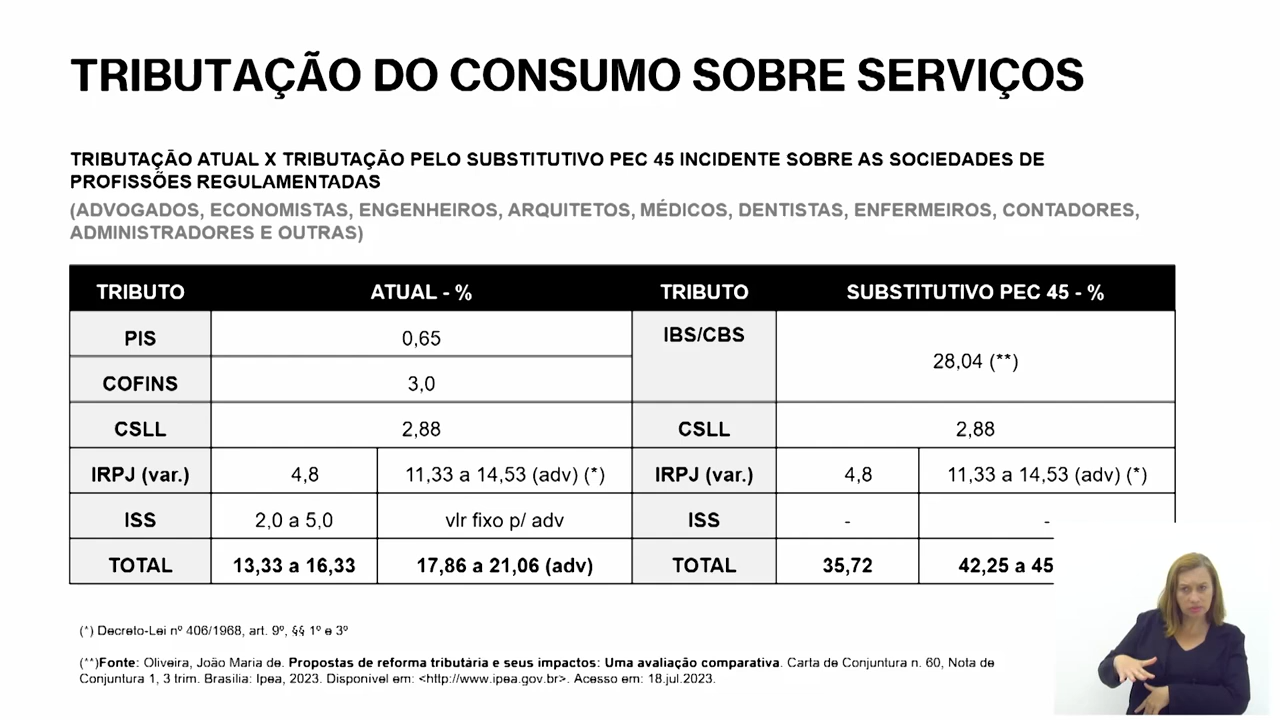 TRIBUTAÇÃO DO CONSUMO SOBRE SERVIÇOS
TRIBUTAÇÃO ATUAL X TRIBUTAÇÃO PELO SUBSTITUTIVO PEC 45 INCIDENTE SOBRE AS SOCIEDADES DE
PROFISSÕES REGULAMENTADAS
(ADVOGADOS, ECONOMISTAS, ENGENHEIROS, ARQUITETOS, MÉDICOS, DENTISTAS, ENFERMEIROS, CONTADORES,
ADMINISTRADORES E OUTRAS)
TRIBUTO ATUAL - % TRIBUTO SUBSTITUTIVO PEC 45 - %
PIS 0,65 IBS/CBS 28,04 (**)
COFINS 3,0
CSLL 2,88 CSLL 2,88
IRPJ (var.) 4,8 11,33 a 14,53 (adv) (*) IRPJ (var.) 4,8 11,33 a 14,53 (adv) (*)
ISS 2,0 a 5,0 vlr fixo p/ adv ISS - -
TOTAL 13,33 a 16,33 17,86 a 21,06 (adv) TOTAL 35,72 42,25 a 45
(*) Decreto-Lei nº 406/1968, art. 9º, §§ 1º e 3º
(**)Fonte: Oliveira, João Maria de. Propostas de reforma tributária e seus impactos: Uma avaliação comparativa. Carta de Conjuntura n. 60, Nota de
Conjuntura 1, 3 trim. Brasilia: Ipea, 2023. Disponivel em: <http://www.ipea.gov.br>. Acesso em: 18.jul.2023.